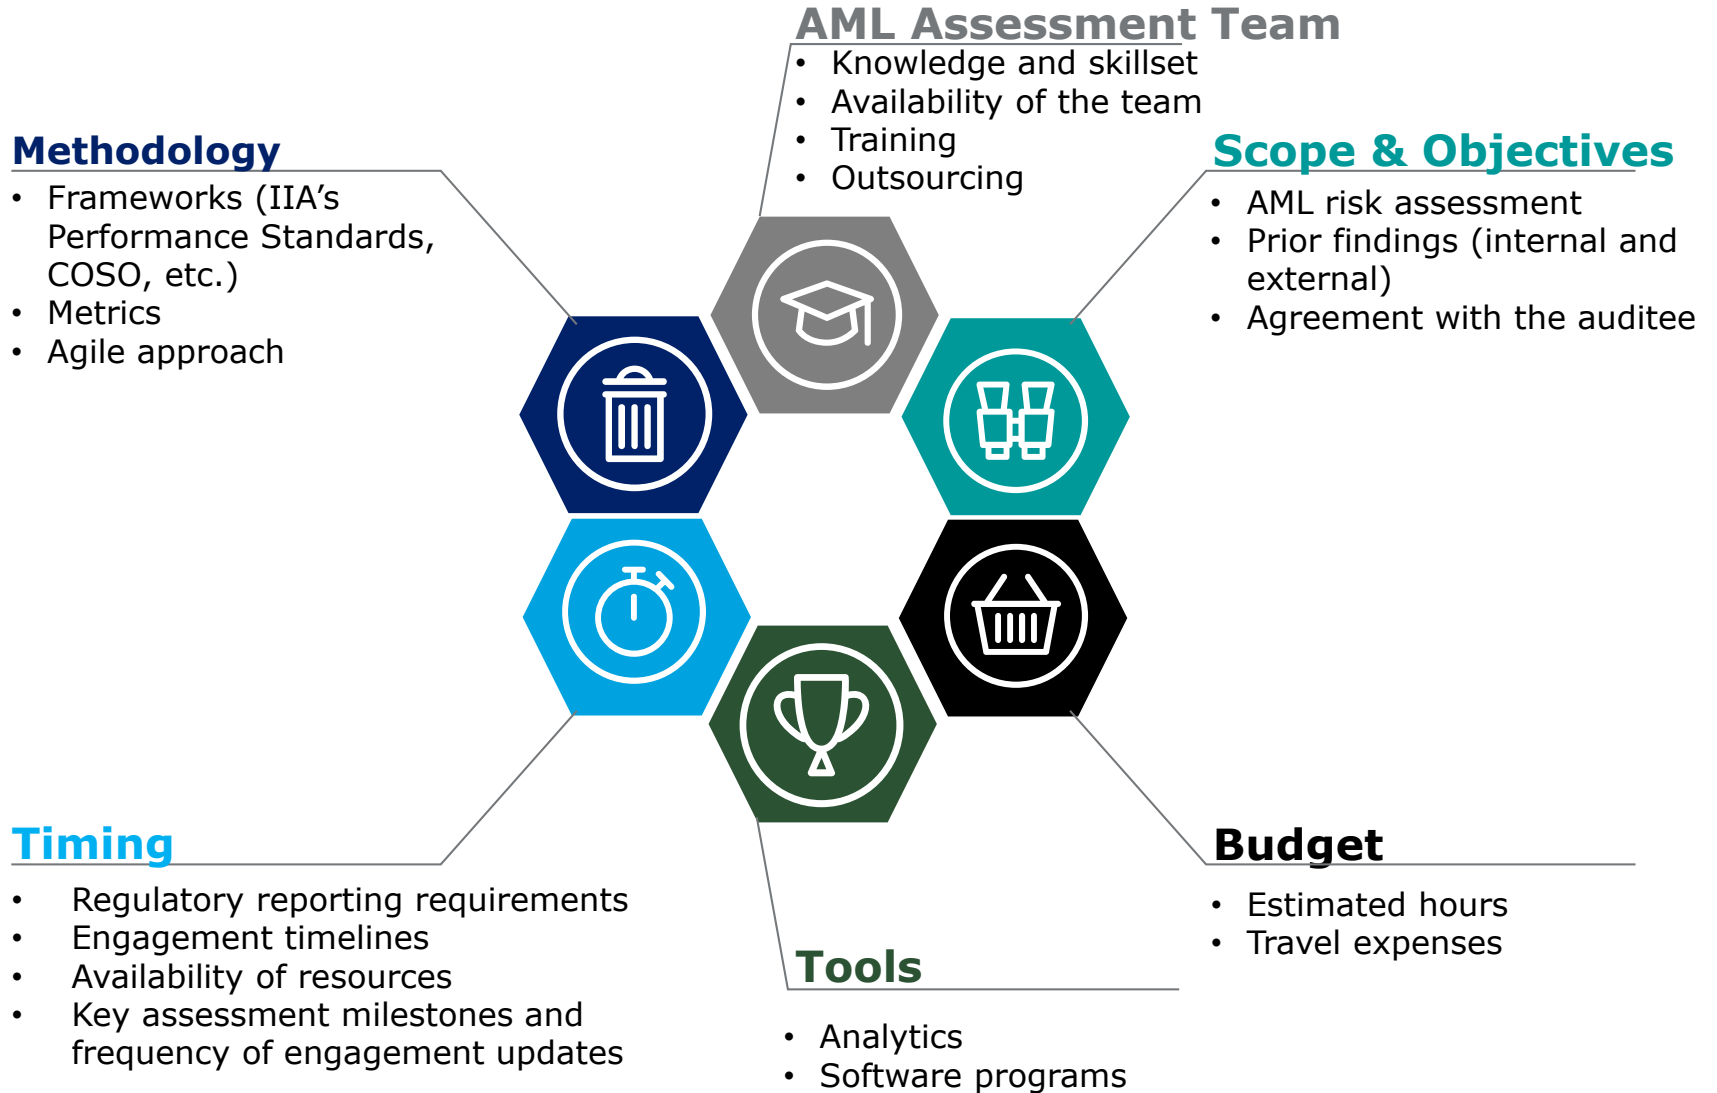 AML Assessment Team
• Knowledge and skillset
• Availability of the team
• Training
• Outsourcing
Methodology
• Frameworks (IIA’s
Performance Standards,
COSO, etc.)
• Metrics
• Agile approach
Scope & Objectives
• AML risk assessment
• Prior findings (internal and
external)
• Agreement with the auditee
Timing
• Regulatory reporting requirements
• Engagement timelines
• Availability of resources
• Key assessment milestones and
frequency of engagement updates
Tools
• Analytics
• Software programs
Budget
• Estimated hours
• Travel expenses